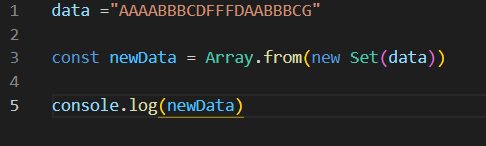 1 data ="AAAABBBCDFFFDAABBBCG"
2
3 const newData = Array.from(new Set(data))
4
5 console.log(newData)